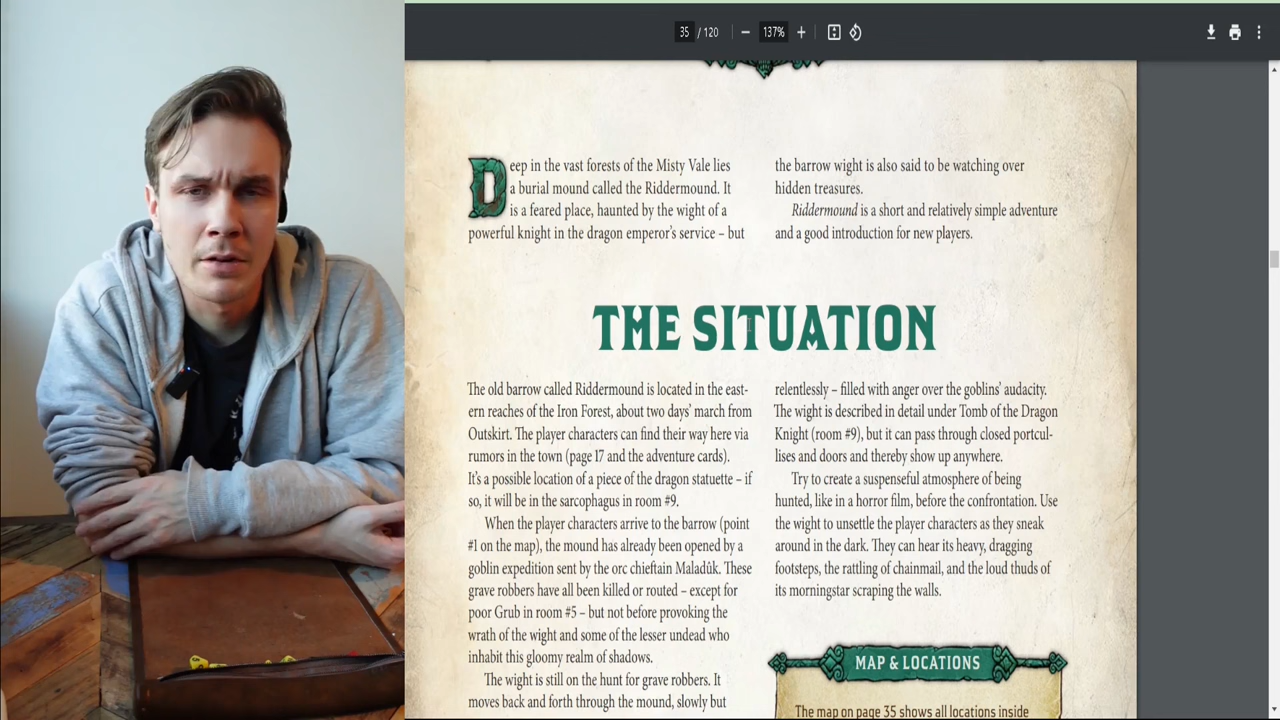 35 / 120
137%
Deep in the vast forests of the Misty Vale lies
a burial mound called the Riddermound. It
is a feared place, haunted by the wight of a
powerful knight in the dragon emperor's service – but
the barrow wight is also said to be watching over
hidden treasures.
Riddermound is a short and relatively simple adventure
and a good introduction for new players.
THE SITUATION
The old barrow called Riddermound is located in the east-
ern reaches of the Iron Forest, about two days' march from
Outskirt. The player characters can find their way here via
rumors in the town (page 17 and the adventure cards).
It's a possible location of a piece of the dragon statuette – if
so, it will be in the sarcophagus in room #9.
When the player characters arrive to the barrow (point
#1 on the map), the mound has already been opened by a
goblin expedition sent by the orc chieftain Maladûk. These
grave robbers have all been killed or routed – except for
poor Grub in room #5 – but not before provoking the
wrath of the wight and some of the lesser undead who
inhabit this gloomy realm of shadows.
The wight is still on the hunt for grave robbers. It
moves back and forth through the mound, slowly but
relentlessly – filled with anger over the goblins' audacity.
The wight is described in detail under Tomb of the Dragon
Knight (room #9), but it can pass through closed portcul-
lises and doors and thereby show up anywhere.
Try to create a suspenseful atmosphere of being
hunted, like in a horror film, before the confrontation. Use
the wight to unsettle the player characters as they sneak
around in the dark. They can hear its heavy, dragging
footsteps, the rattling of chainmail, and the loud thuds of
its morningstar scraping the walls.
MAP & LOCATIONS
The map on page 35 shows all locations inside